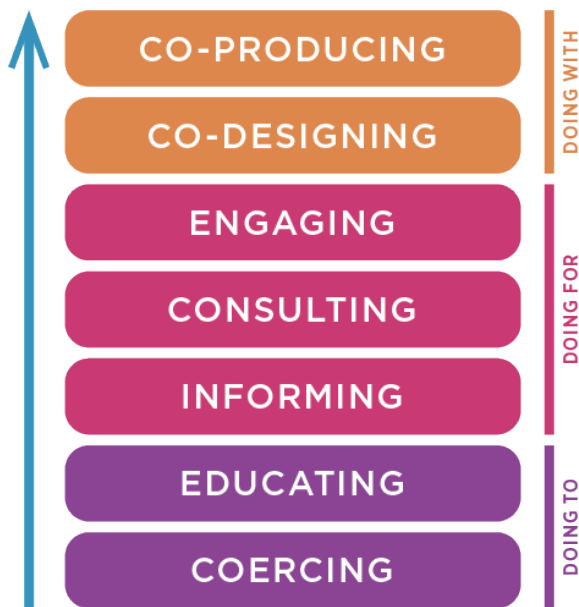 CO-PRODUCING
CO-DESIGNING
DOING WITH
ENGAGING
CONSULTING
INFORMING
DOING FOR
EDUCATING
COERCING
DOING TO